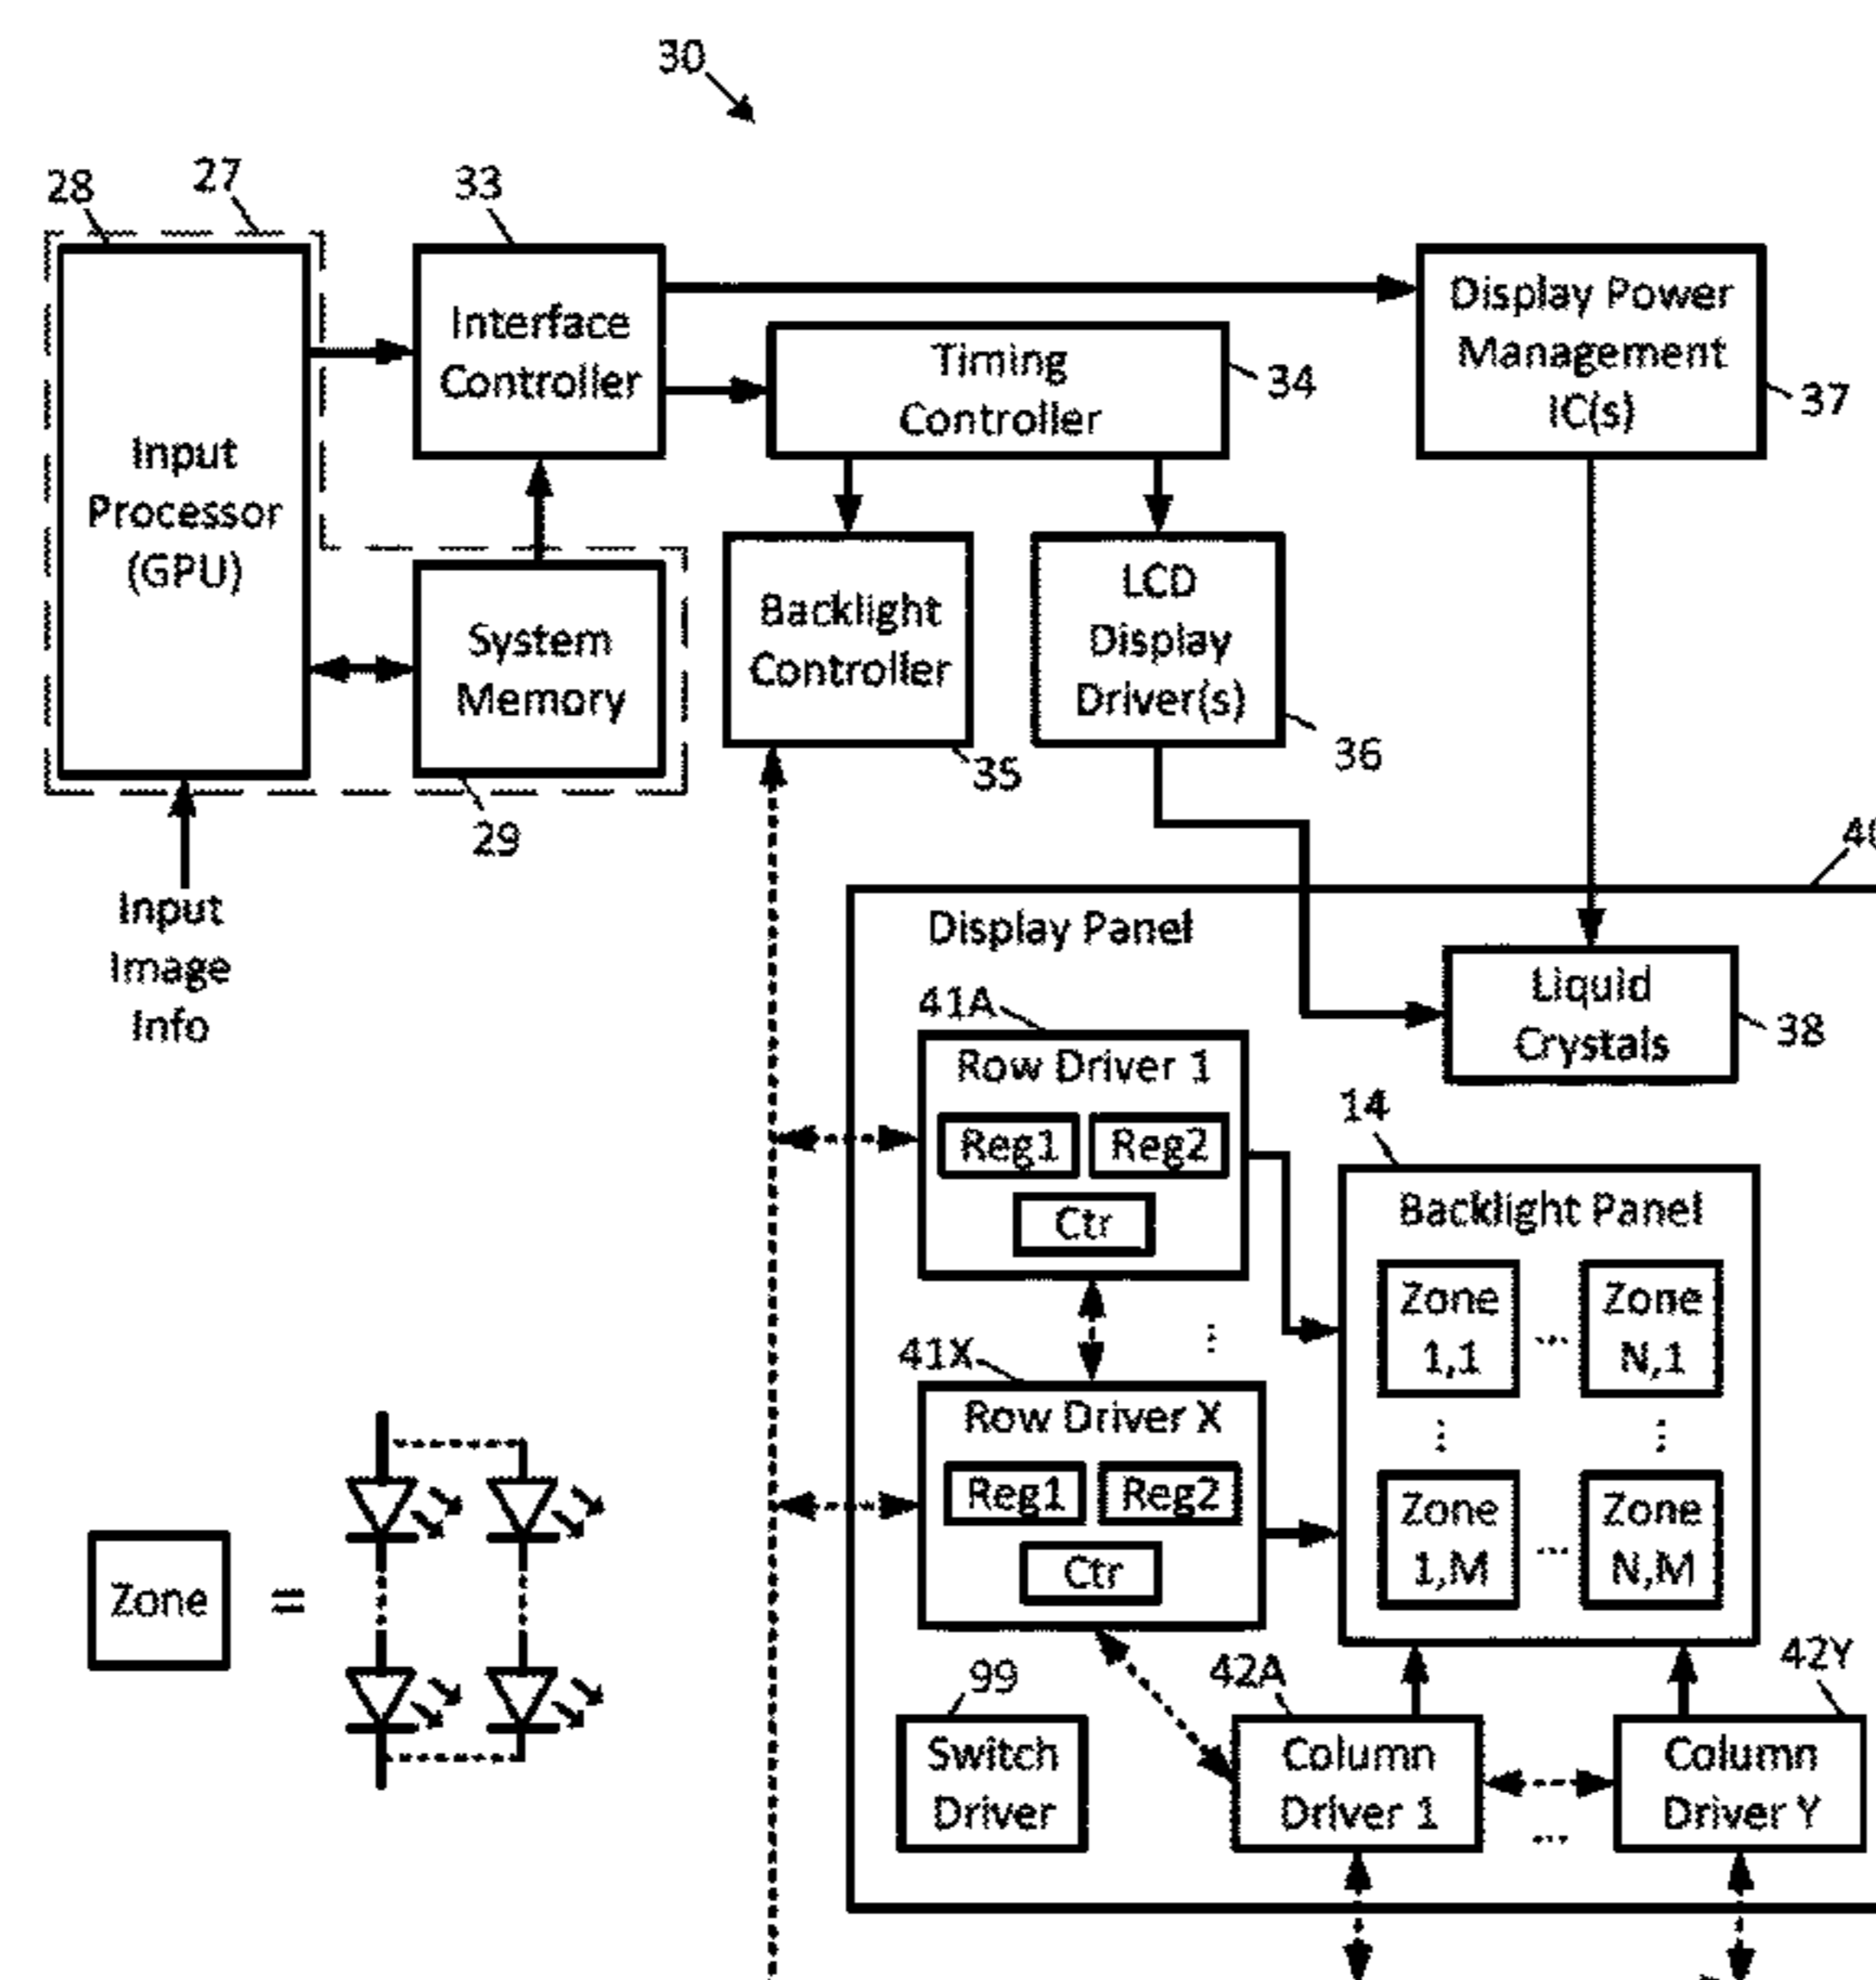 30
28
27
33
Input
Processor
(GPU)
Interface
Controller
Timing
Controller
34
Display Power
Management
IC(s)
37
System
Memory
29
Backlight
Controller
35
LCD
Display
Driver(s)
36
Input
Image
Info
Display Panel
Liquid
Crystals
38
41A
Row Driver 1
Reg1
Reg2
Ctr
⋮
41X
Row Driver X
Reg1
Reg2
Ctr
14
Backlight Panel
Zone
1,1
...
Zone
N,1
⋮
⋮
Zone
1,M
...
Zone
N,M
Zone
=
99
Switch
Driver
42A
Column
Driver 1
...
42Y
Column
Driver Y